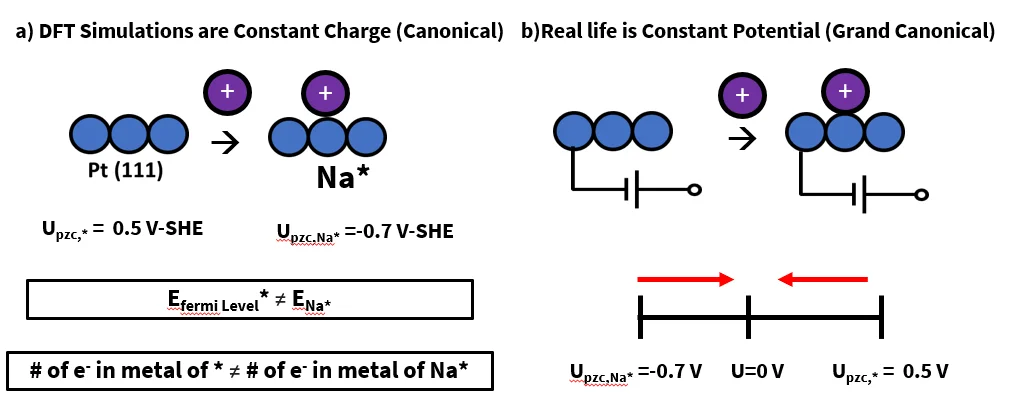 a) DFT Simulations are Constant Charge (Canonical)
b)Real life is Constant Potential (Grand Canonical)
+
+
Pt (111)
Na*
Upzc,* = 0.5 V-SHE
Upzc,Na* =-0.7 V-SHE
Efermi Level* ≠ ENa*
# of e- in metal of * ≠ # of e- in metal of Na*
+
+
Upzc,Na* =-0.7 V
U=0 V
Upzc,* = 0.5 V